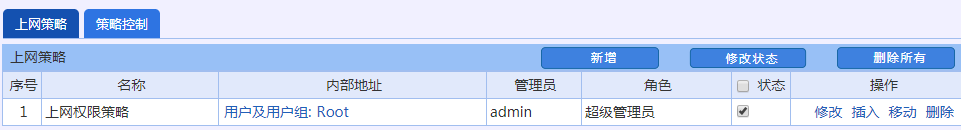 上网策略 策略控制
上网策略 新增 修改状态 删除所有
序号 名称 内部地址 管理员 角色 状态 操作
1 上网权限策略 用户及用户组: Root admin 超级管理员 修改 插入 移动 删除